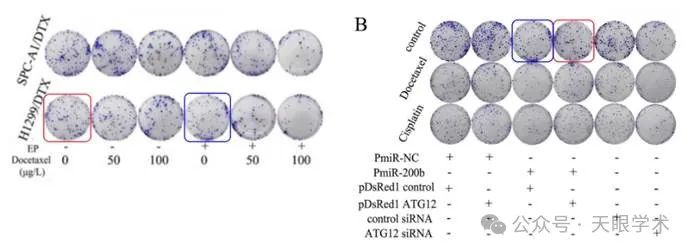 SPC-A1/DTX
H1299/DTX
EP - - - + + +
Docetaxel 0 50 100 0 50 100
(μg/L)
B
control
Docetaxel
Cisplatin
PmiR-NC + + - - - -
PmiR-200b - - + + - -
pDsRed1 control + - + - - -
pDsRed1 ATG12 - + - + - -
control siRNA - - - - + -
ATG12 siRNA - - - - - +
公众号 · 天眼学术